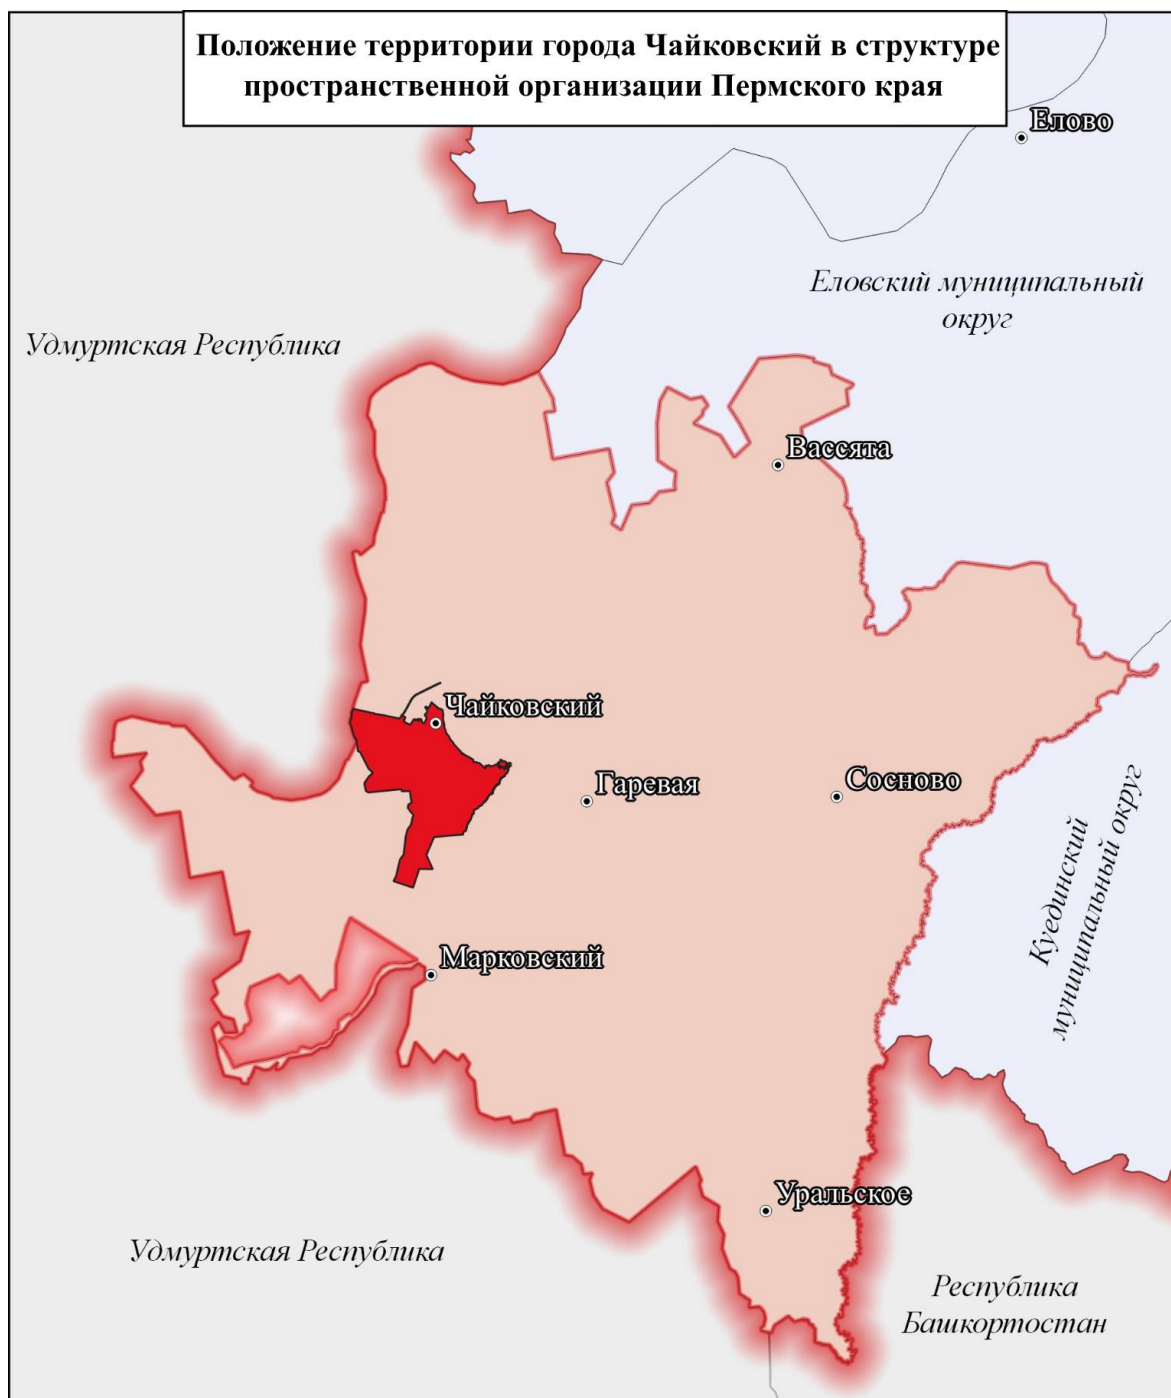 Положение территории города Чайковский в структуре
пространственной организации Пермского края
Елово
Еловский муниципальный
округ
Удмуртская Республика
Вассята
Чайковский
Гаревая
Сосново
Куединский
муниципальный округ
Марковский
Уральское
Удмуртская Республика
Республика
Башкортостан